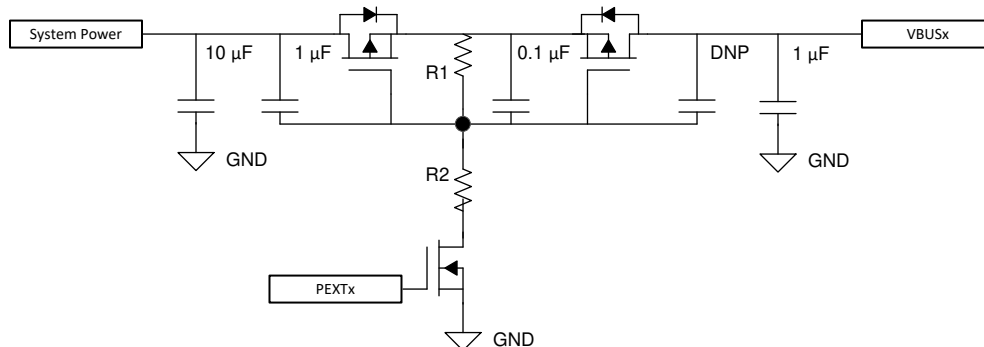 System Power
VBUSx
10 µF
1 µF
R1
0.1 µF
DNP
1 µF
GND
GND
R2
PEXTx
GND